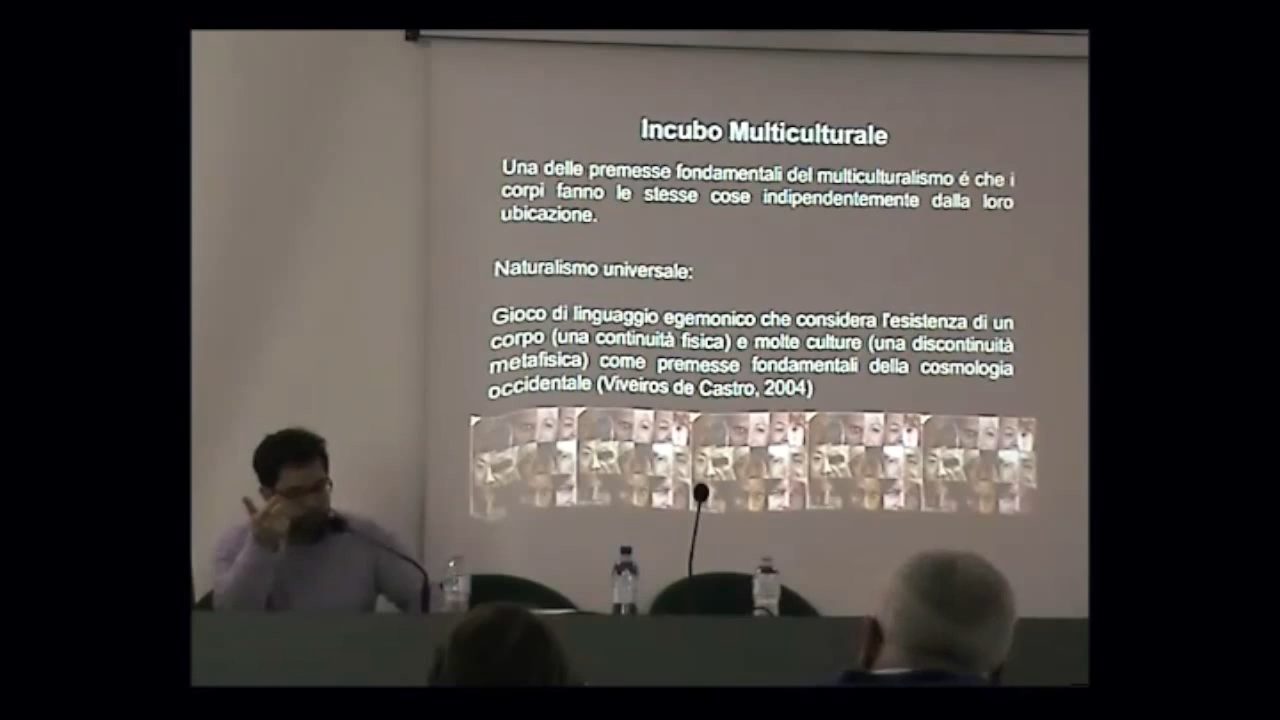 Incubo Multiculturale
Una delle premesse fondamentali del multiculturalismo é che i
corpi fanno le stesse cose indipendentemente dalla loro
ubicazione.
Naturalismo universale:
Gioco di linguaggio egemonico che considera l'esistenza di un
corpo (una continuità fisica) e molte culture (una discontinuità
metafisica) come premesse fondamentali della cosmologia
occidentale (Viveiros de Castro, 2004)